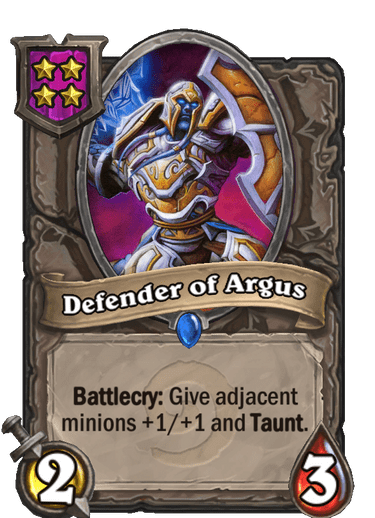 Defender of Argus
Battlecry: Give adjacent
minions +1/+1 and Taunt.
2
3